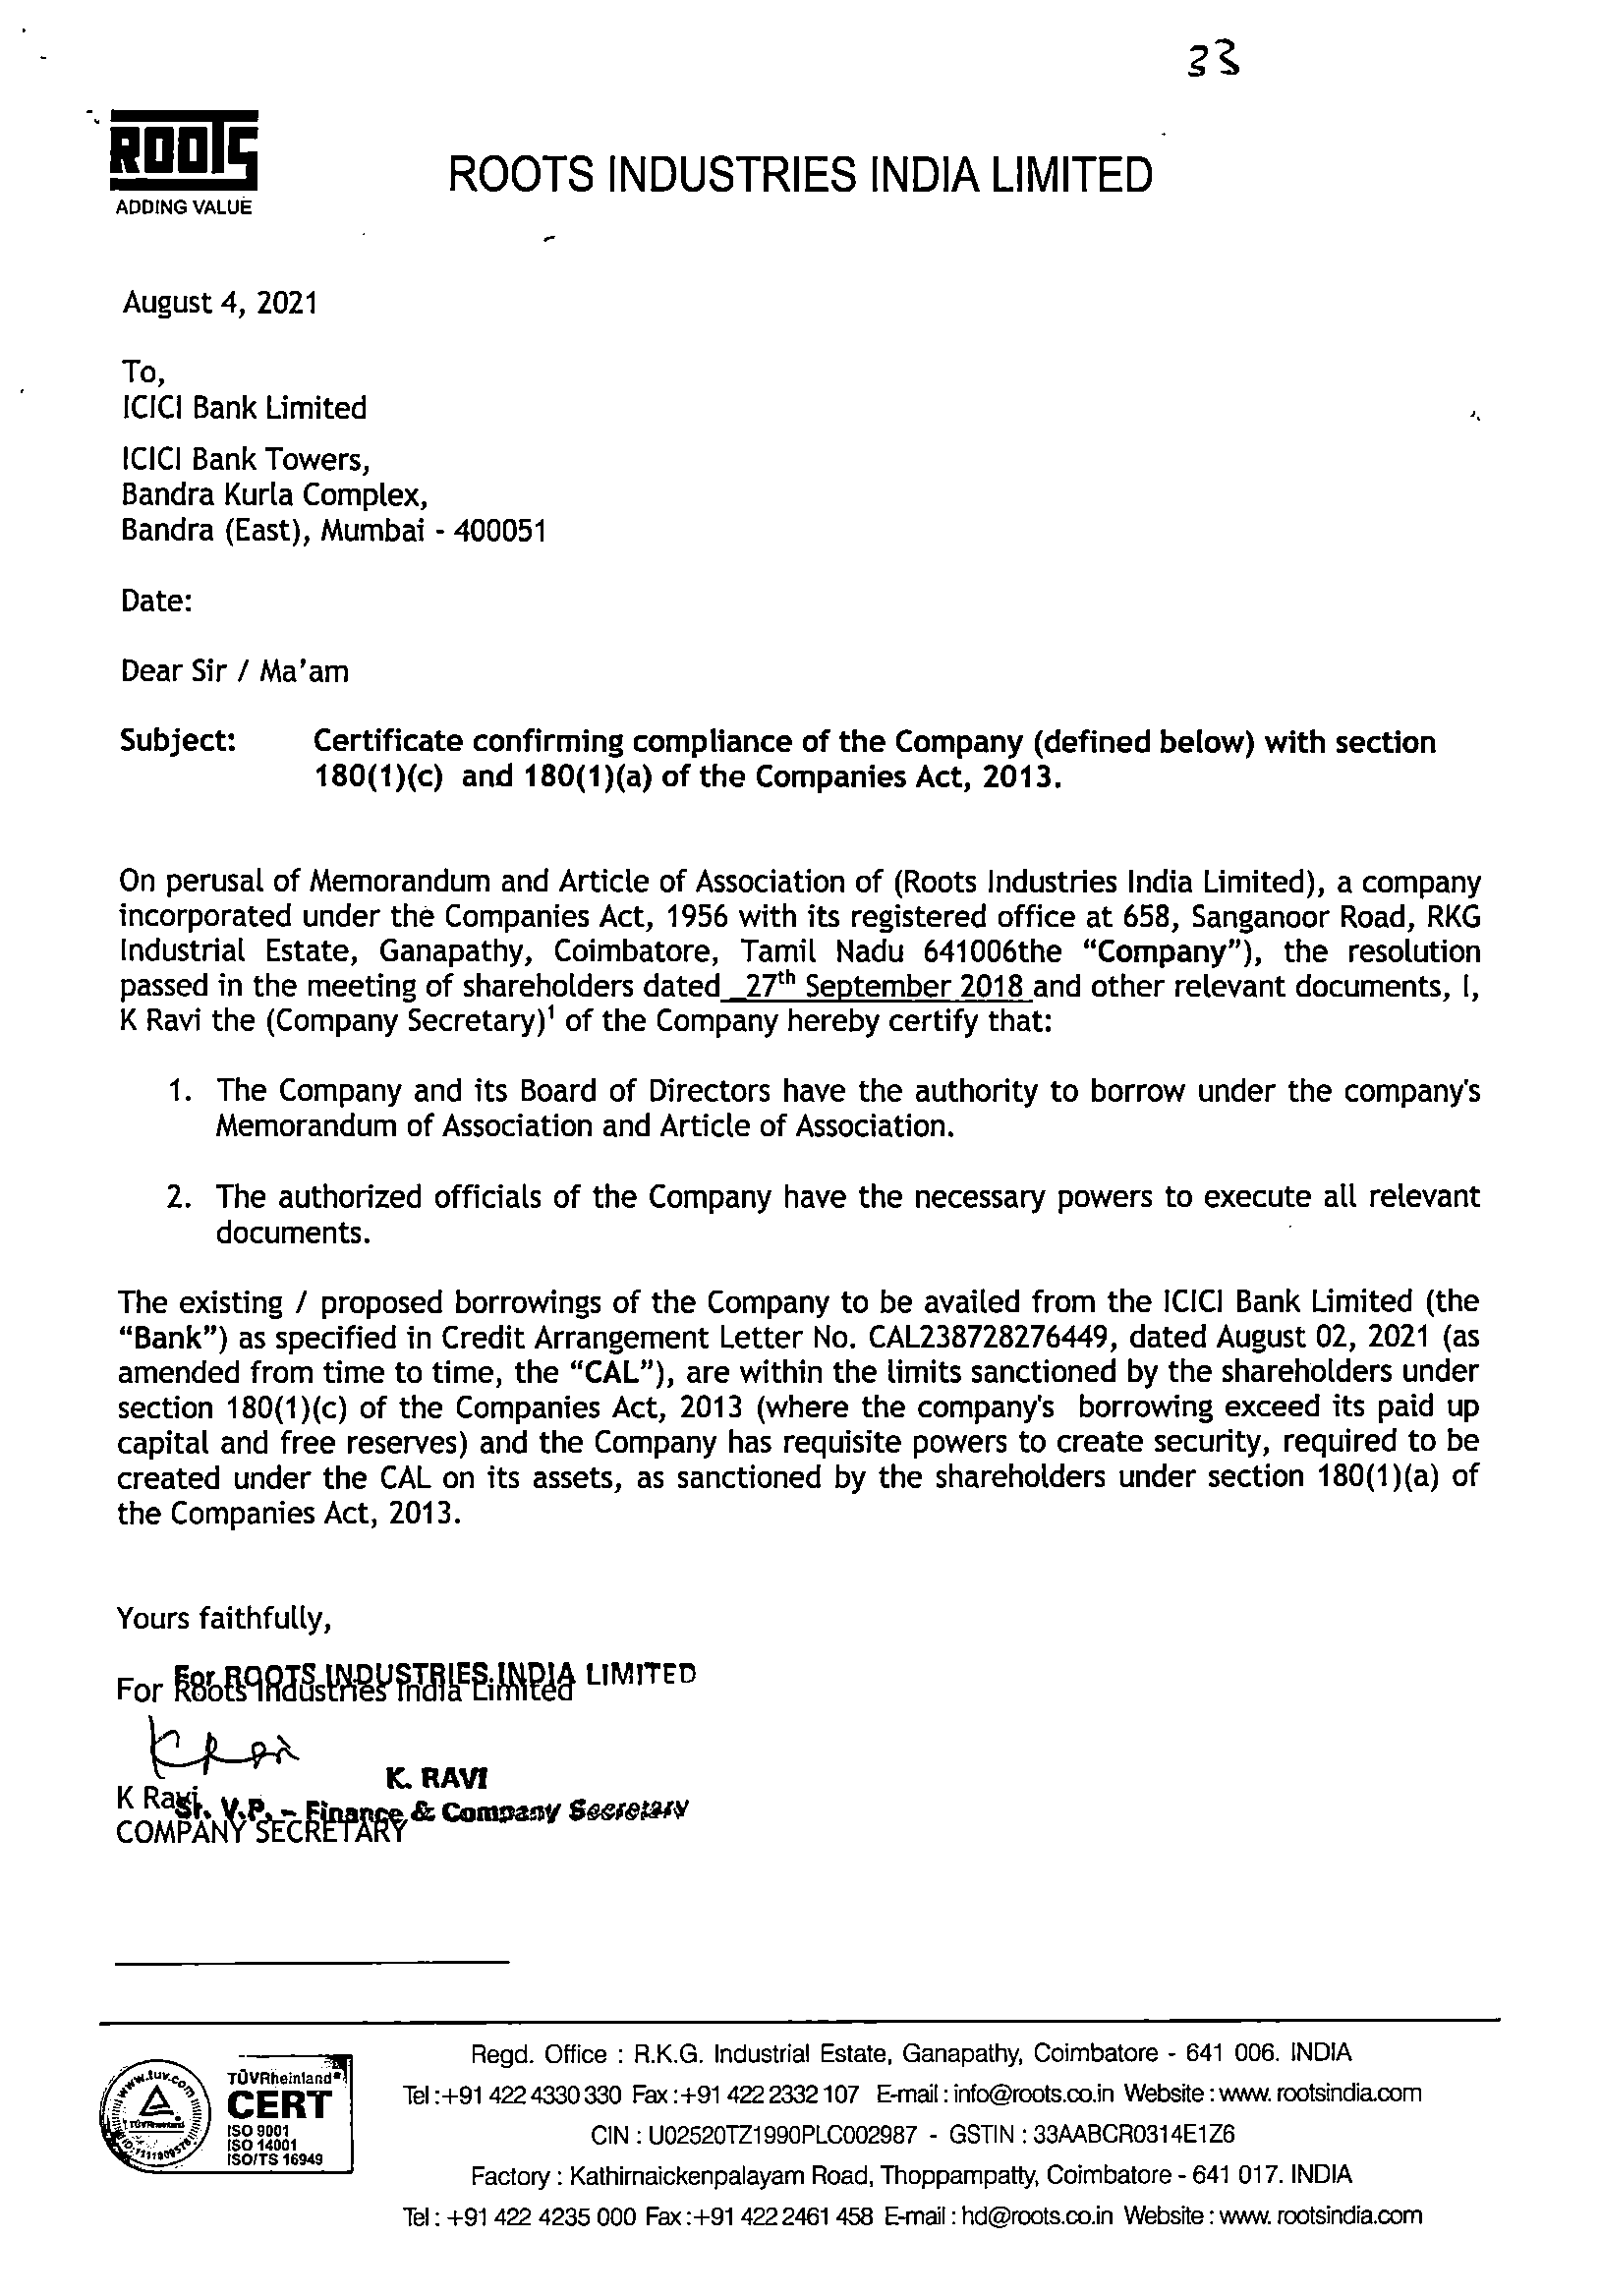 33
ROOTS
ADDING VALUE
ROOTS INDUSTRIES INDIA LIMITED
August 4, 2021
To,
ICICI Bank Limited
ICICI Bank Towers,
Bandra Kurla Complex,
Bandra (East), Mumbai - 400051
Date:
Dear Sir / Ma'am
Subject: Certificate confirming compliance of the Company (defined below) with section
180(1)(c) and 180(1)(a) of the Companies Act, 2013.
On perusal of Memorandum and Article of Association of (Roots Industries India Limited), a company
incorporated under the Companies Act, 1956 with its registered office at 658, Sanganoor Road, RKG
Industrial Estate, Ganapathy, Coimbatore, Tamil Nadu 641006the “Company”), the resolution
passed in the meeting of shareholders dated 27th September 2018 and other relevant documents, I,
K Ravi the (Company Secretary)¹ of the Company hereby certify that:
1. The Company and its Board of Directors have the authority to borrow under the company's
Memorandum of Association and Article of Association.
2. The authorized officials of the Company have the necessary powers to execute all relevant
documents.
The existing / proposed borrowings of the Company to be availed from the ICICI Bank Limited (the
“Bank”) as specified in Credit Arrangement Letter No. CAL238728276449, dated August 02, 2021 (as
amended from time to time, the “CAL”), are within the limits sanctioned by the shareholders under
section 180(1)(c) of the Companies Act, 2013 (where the company's borrowing exceed its paid up
capital and free reserves) and the Company has requisite powers to create security, required to be
created under the CAL on its assets, as sanctioned by the shareholders under section 180(1)(a) of
the Companies Act, 2013.
Yours faithfully,
For ROOTS INDUSTRIES INDIA LIMITED
For Roots Industries India Limited
K Ravi
K. RAVI
K Ravi
Sr. V.P. - Finance & Company Secretary
COMPANY SECRETARY
Regd. Office : R.K.G. Industrial Estate, Ganapathy, Coimbatore - 641 006. INDIA
Tel :+91 422 4330 330 Fax :+91 422 2332 107 E-mail : info@roots.co.in Website : www. rootsindia.com
CIN : U02520TZ1990PLC002987 - GSTIN : 33AABCR0314E1Z6
Factory : Kathirnaickenpalayam Road, Thoppampatty, Coimbatore - 641 017. INDIA
Tel : +91 422 4235 000 Fax :+91 422 2461 458 E-mail : hd@roots.co.in Website : www. rootsindia.com
www.tuv.com
TÜVRheinland
TÜVRheinland
CERT
ISO 9001
ISO 14001
ISO/TS 16949